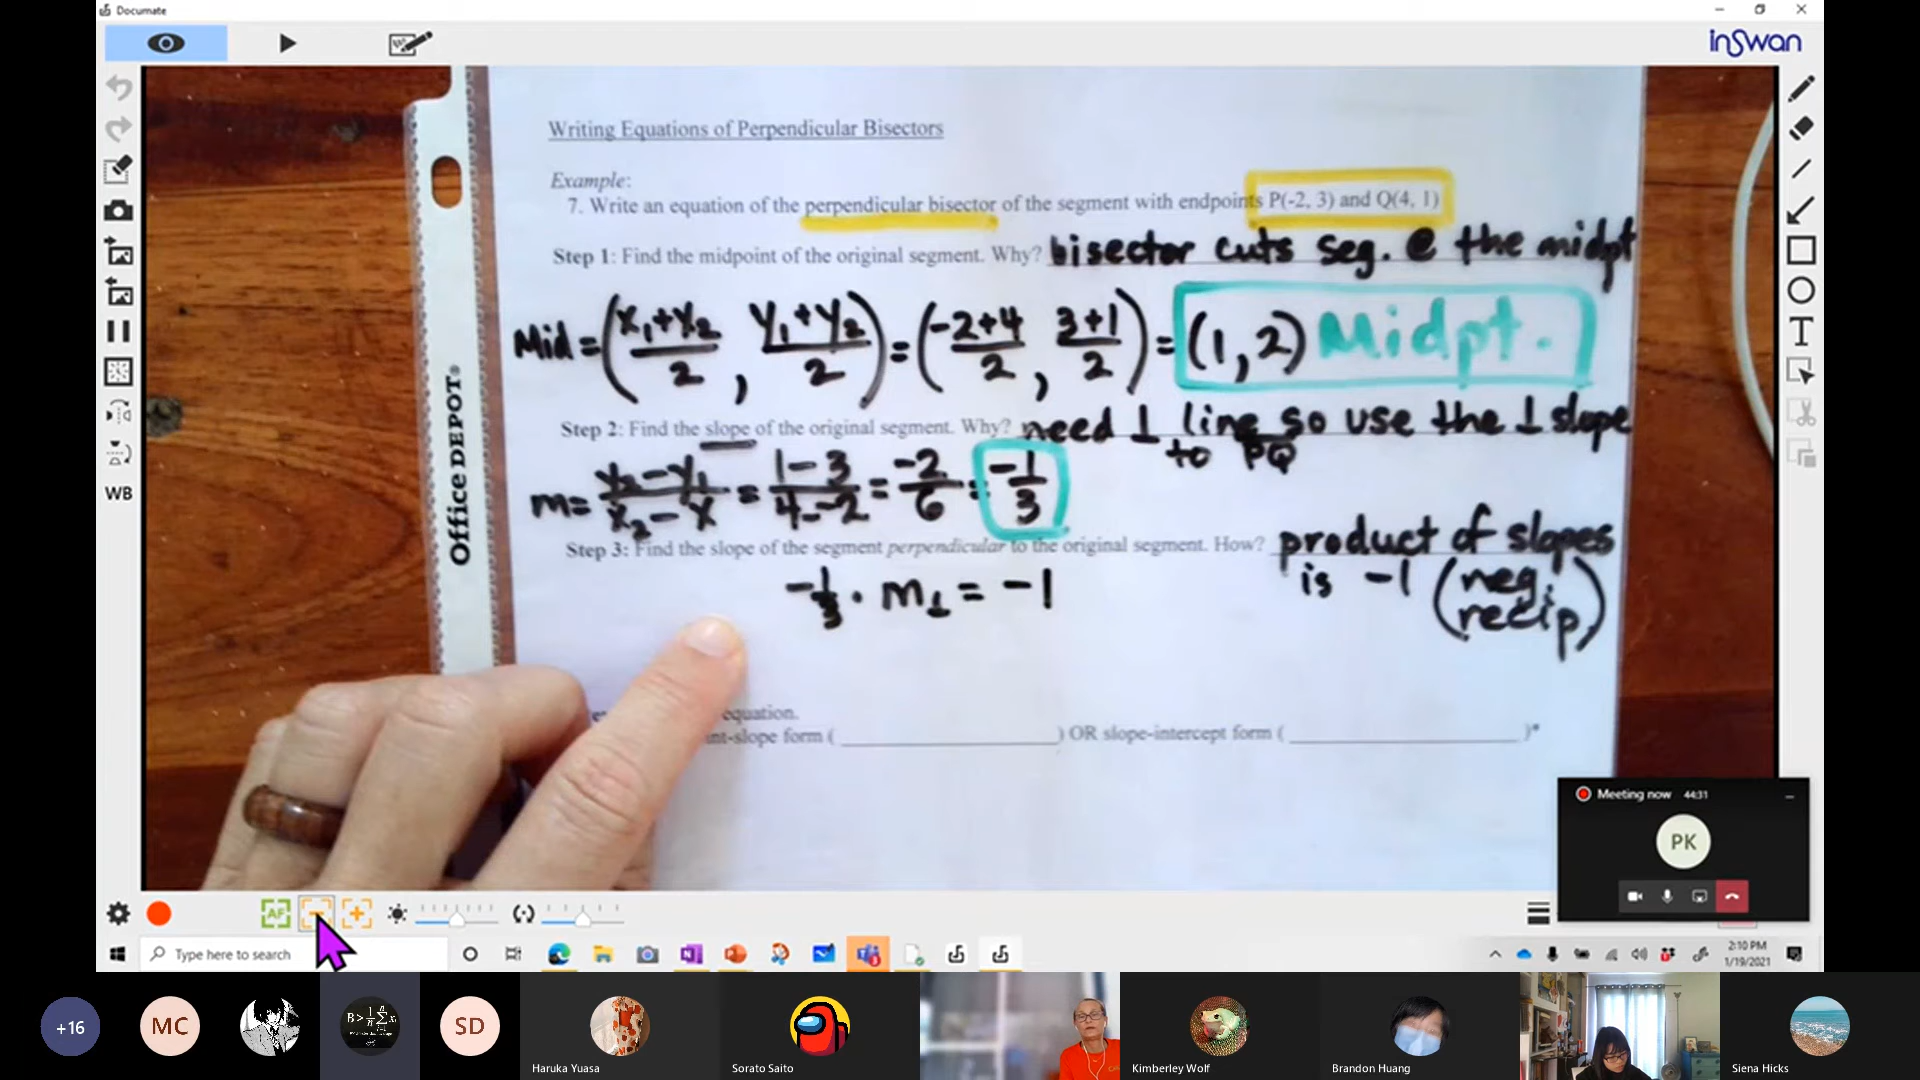 Documate
inSwan
Writing Equations of Perpendicular Bisectors
Example:
7. Write an equation of the perpendicular bisector of the segment with endpoints P(-2, 3) and Q(4, 1)
Step 1: Find the midpoint of the original segment. Why? bisector cuts seg. @ the midpt
Mid = (x₁+x₂/2, y₁+y₂/2) = (-2+4/2, 3+1/2) = (1, 2) Midpt.
Step 2: Find the slope of the original segment. Why? need ⊥ line so use the ⊥ slope
to PQ
m = y₂-y₁/x₂-x = 1-3/4--2 = -2/6 = -1/3
Step 3: Find the slope of the segment perpendicular to the original segment. How? product of slopes
is -1 (neg. recip)
-1/3 · m⊥ = -1
equation.
nt-slope form ( ____________ ) OR slope-intercept form ( ____________ )*
Office DEPOT
WB
Meeting now 44:31
PK
AF
Type here to search
2:10 PM
1/19/2021
+16
MC
SD
Haruka Yuasa
Sorato Saito
Kimberley Wolf
Brandon Huang
Siena Hicks